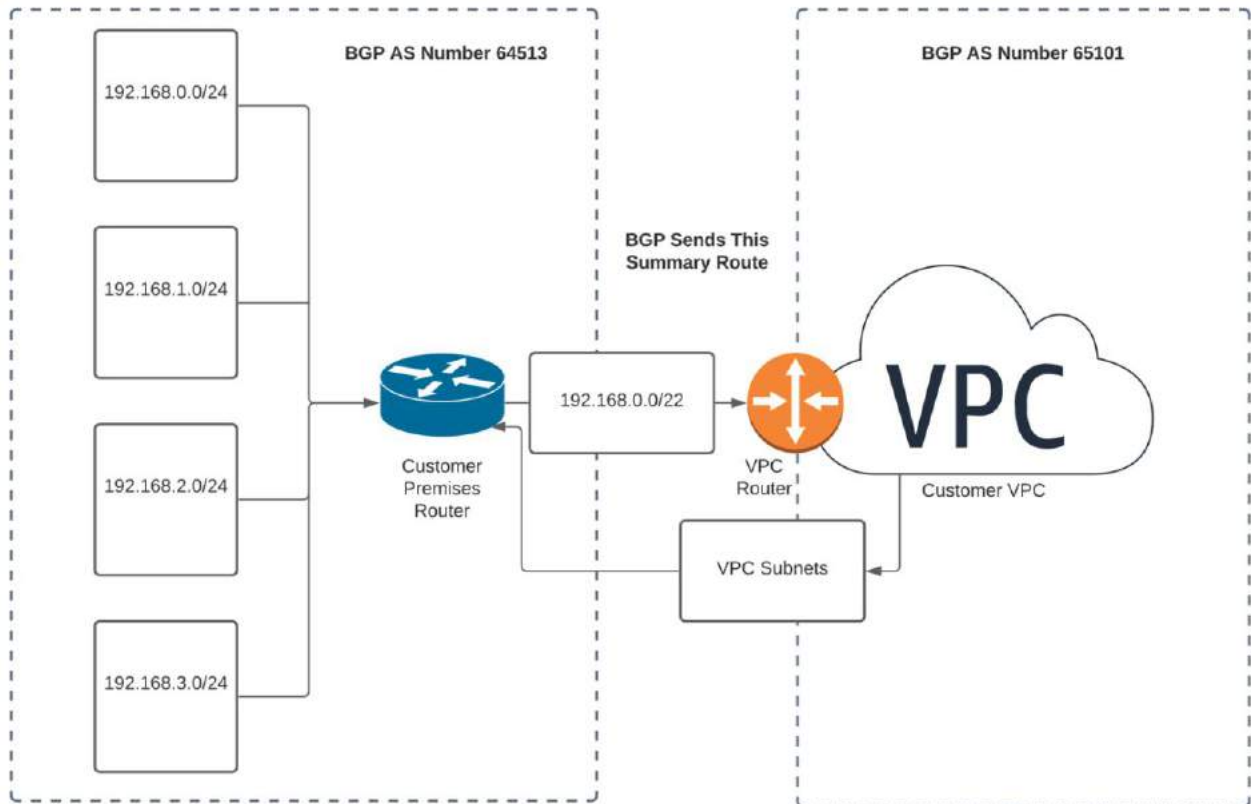 BGP AS Number 64513
BGP AS Number 65101
192.168.0.0/24
192.168.1.0/24
BGP Sends This
Summary Route
192.168.0.0/22
VPC
192.168.2.0/24
Customer
Premises
Router
VPC
Router
Customer VPC
VPC Subnets
192.168.3.0/24